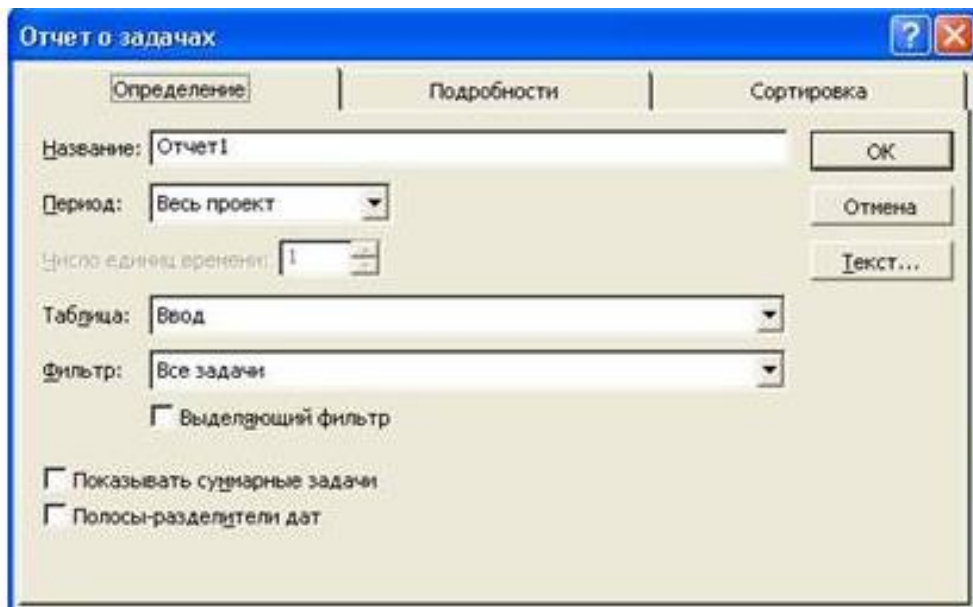 Отчет о задачах
Определение Подробности Сортировка
Название: Отчет1 ОК
Период: Весь проект Отмена
Число единиц времени: 1 Текст...
Таблица: Ввод
Фильтр: Все задачи
Выделяющий фильтр
Показывать суммарные задачи
Полосы-разделители дат